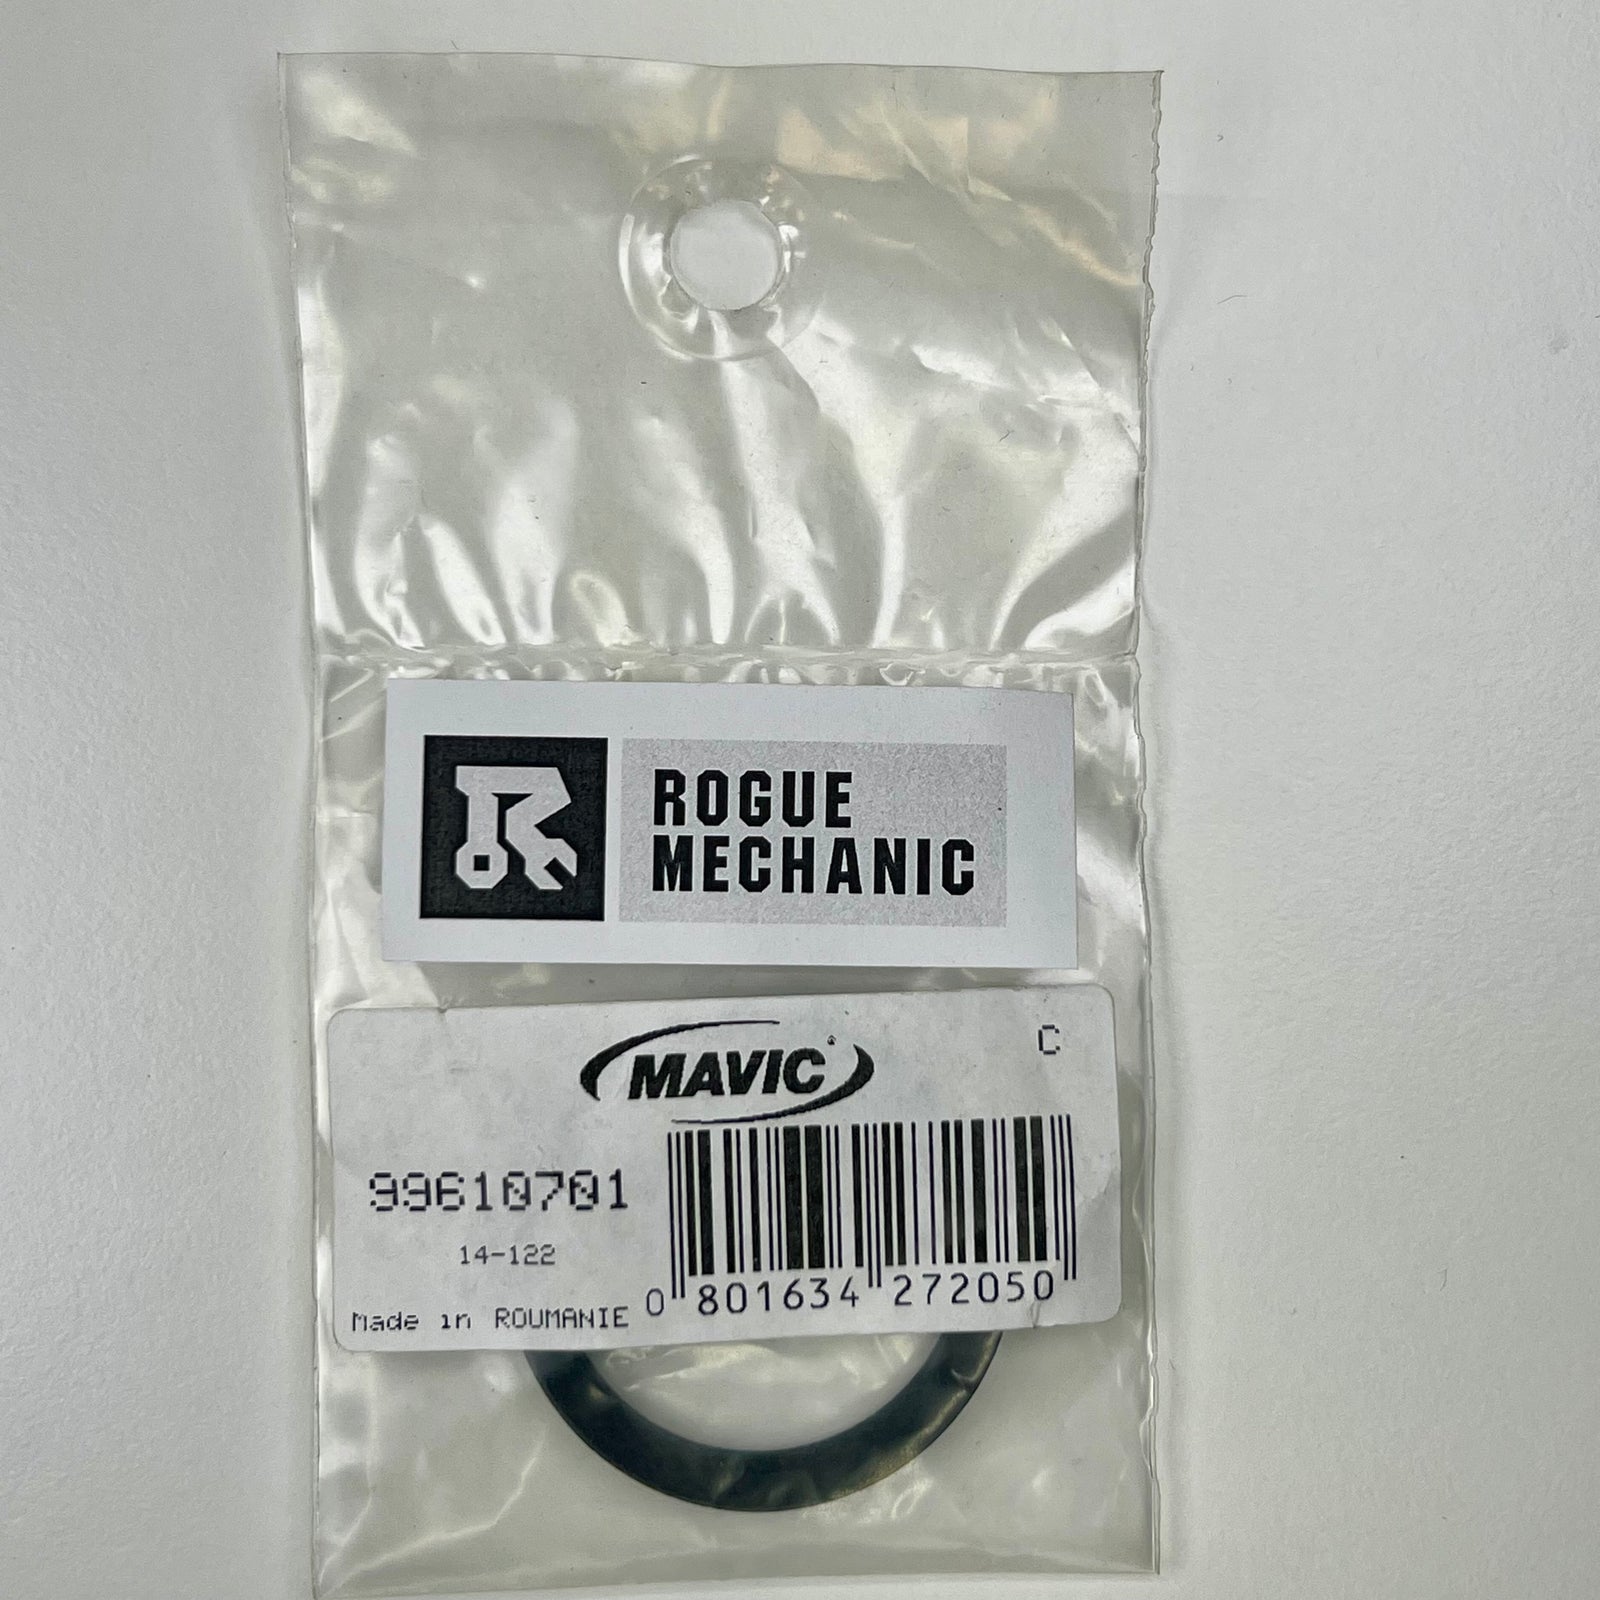 ROGUE
MECHANIC
MAVIC
C
99610701
14-122
Made in ROUMANIE
0 801634 272050